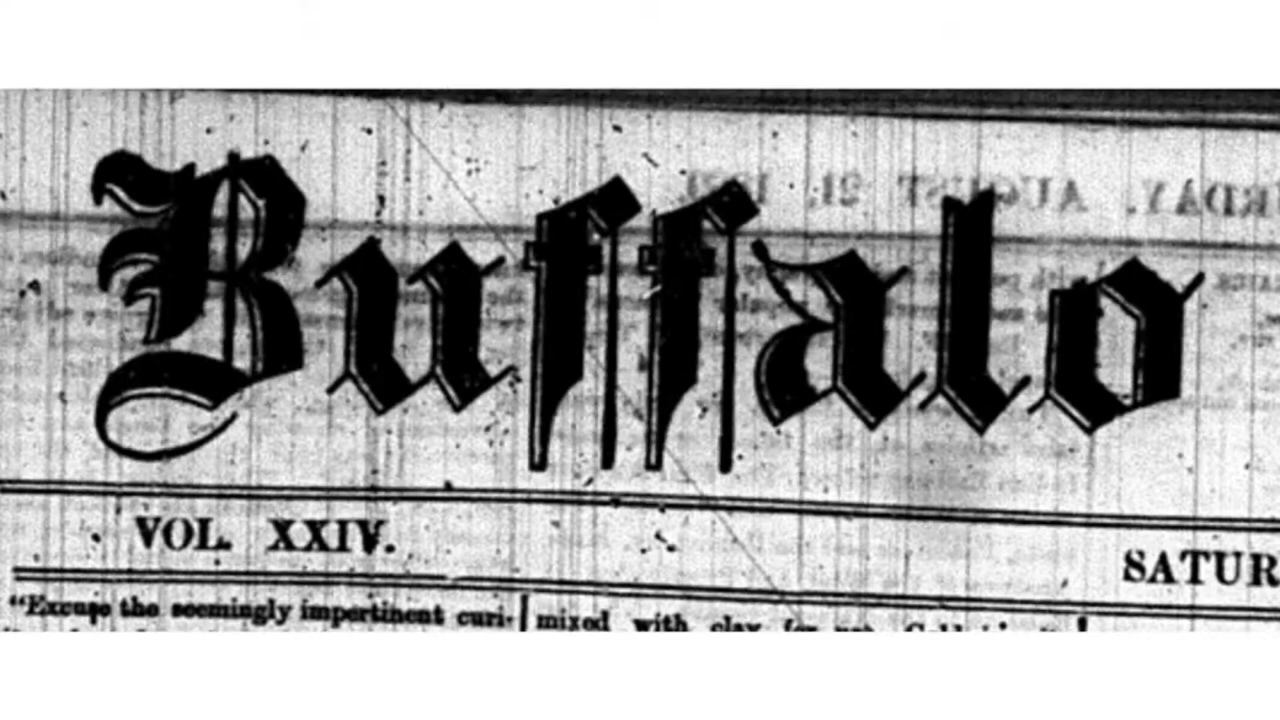 Buffalo
VOL. XXIV.
SATUR
"Excuse the seemingly impertinent curi-
mixed with clay